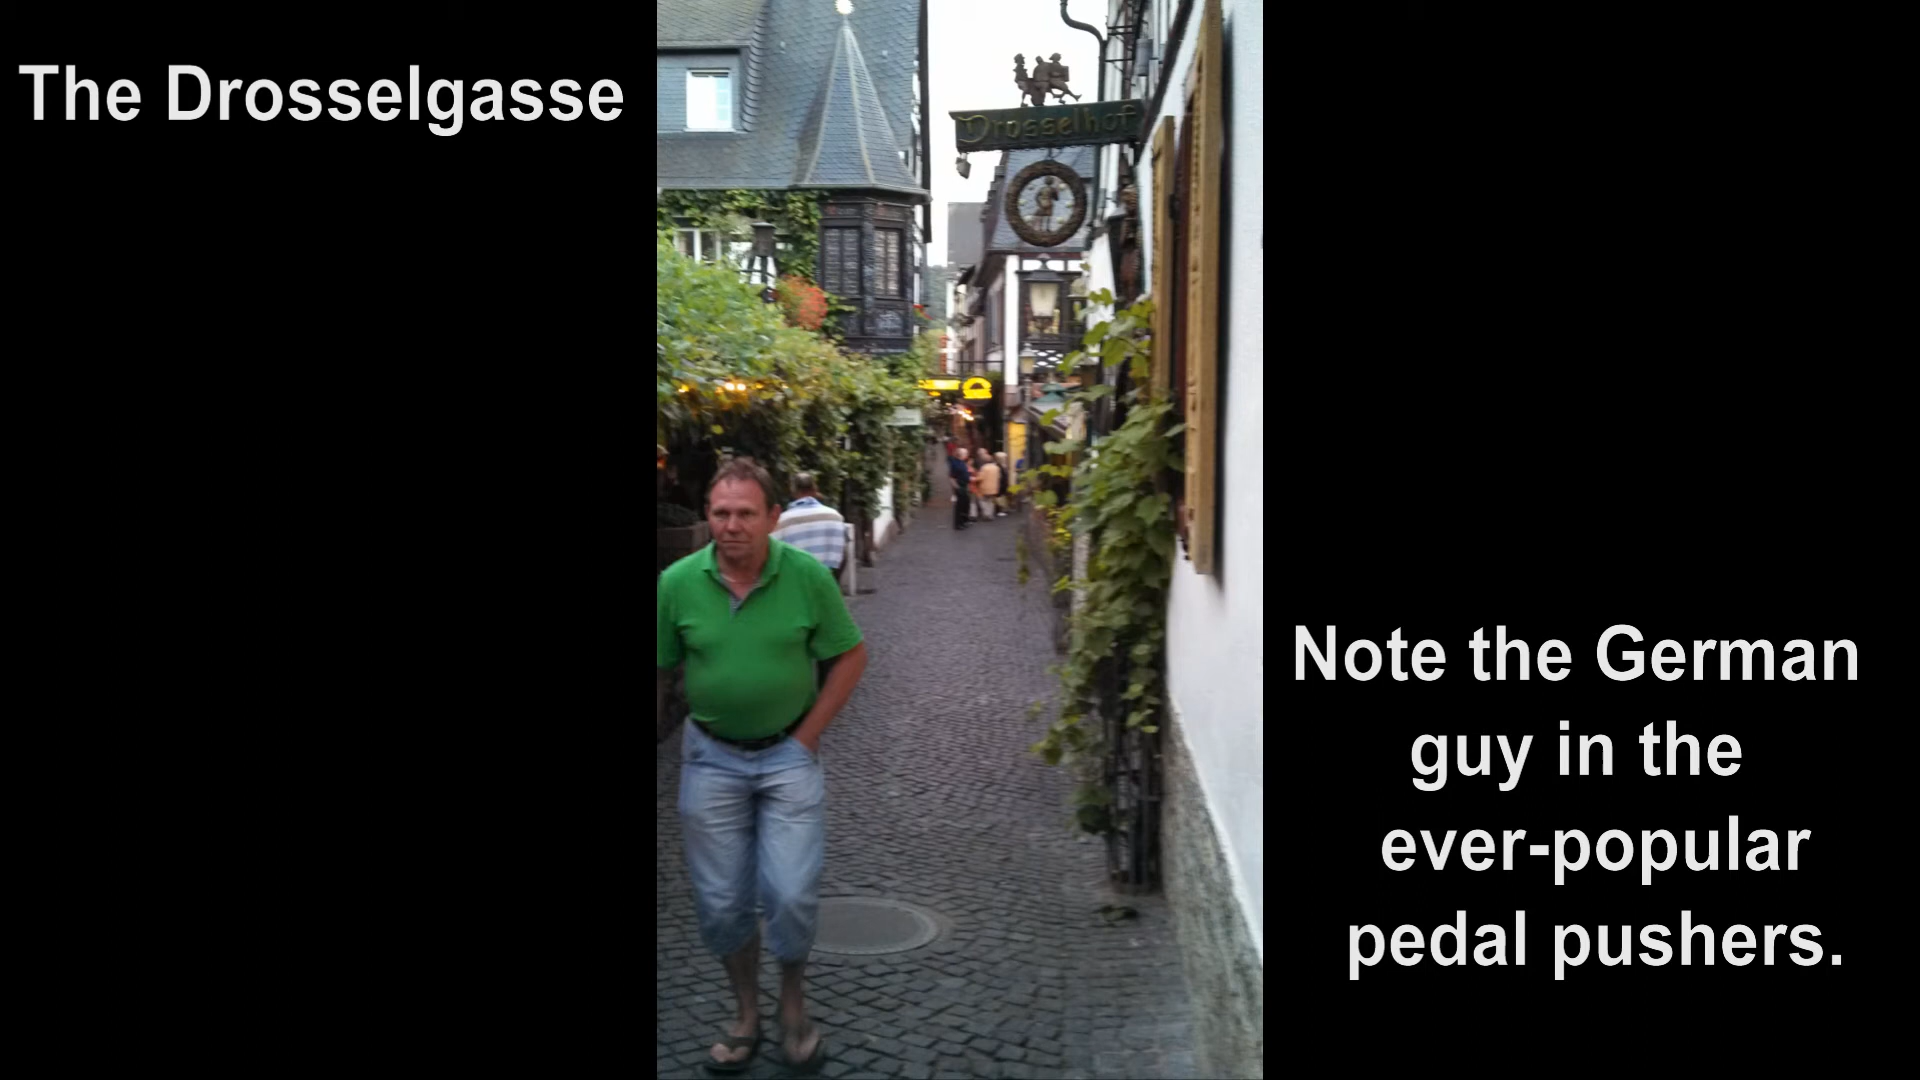 The Drosselgasse
Drosselhof
Note the German
guy in the
ever-popular
pedal pushers.